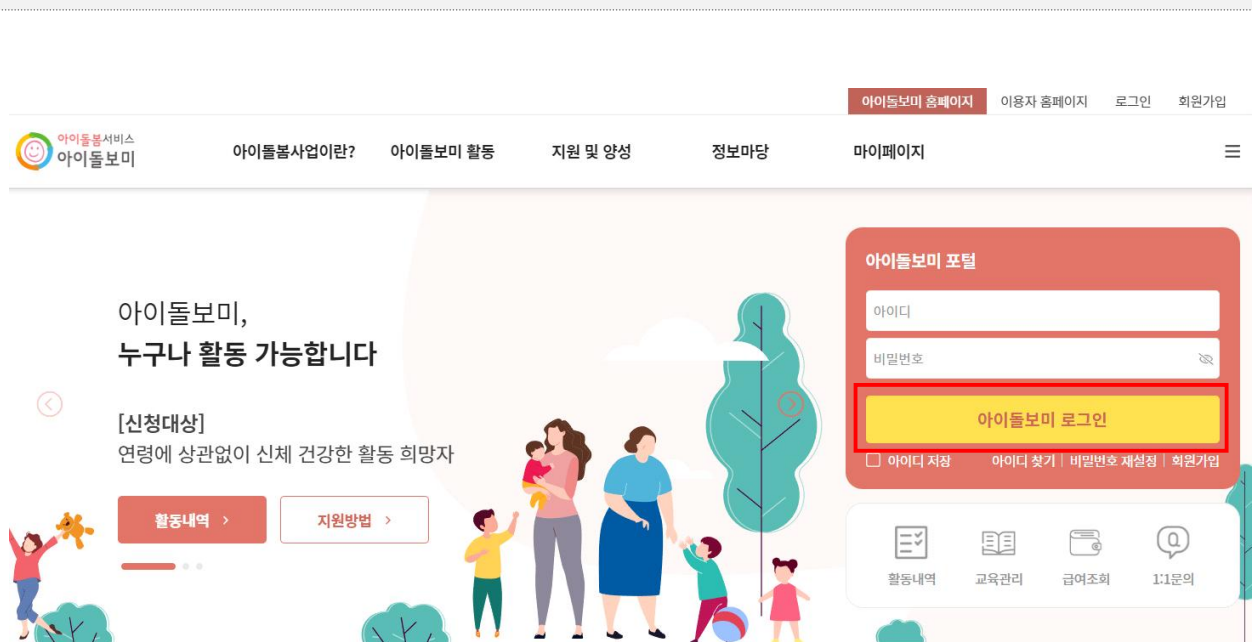 아이돌보미 홈페이지 이용자 홈페이지 로그인 회원가입
아이돌봄서비스
아이돌보미
아이돌봄사업이란? 아이돌보미 활동 지원 및 양성 정보마당 마이페이지
아이돌보미,
누구나 활동 가능합니다
[신청대상]
연령에 상관없이 신체 건강한 활동 희망자
활동내역 >
지원방법 >
아이돌보미 포털
아이디
비밀번호
아이돌보미 로그인
아이디 저장 아이디 찾기 | 비밀번호 재설정 | 회원가입
활동내역 교육관리 급여조회 1:1문의